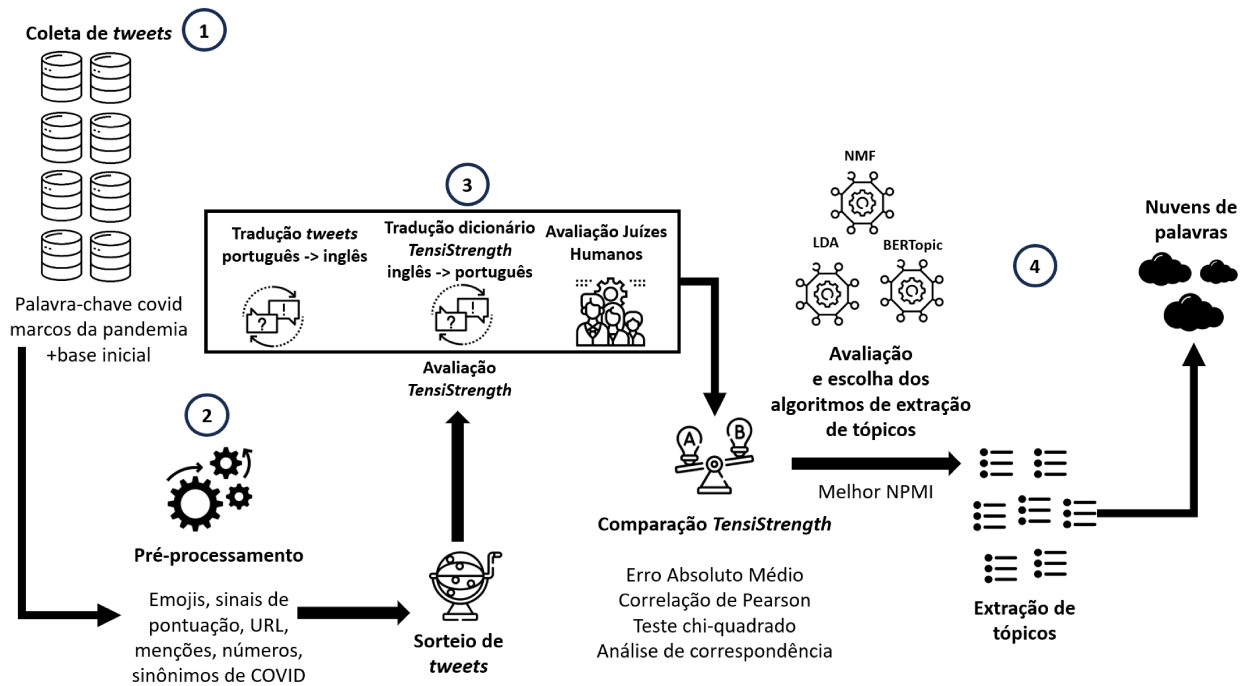 Coleta de tweets
1
Palavra-chave covid
marcos da pandemia
+base inicial
2
Pré-processamento
Emojis, sinais de
pontuação, URL,
menções, números,
sinônimos de COVID
Sorteio de
tweets
3
Tradução tweets
português -> inglês
Tradução dicionário
TensiStrength
inglês -> português
Avaliação Juízes
Humanos
? !
? !
Avaliação
TensiStrength
A B
Comparação TensiStrength
Erro Absoluto Médio
Correlação de Pearson
Teste chi-quadrado
Análise de correspondência
NMF
LDA
BERTopic
Avaliação
e escolha dos
algoritmos de extração
de tópicos
Melhor NPMI
4
Extração de
tópicos
Nuvens de
palavras